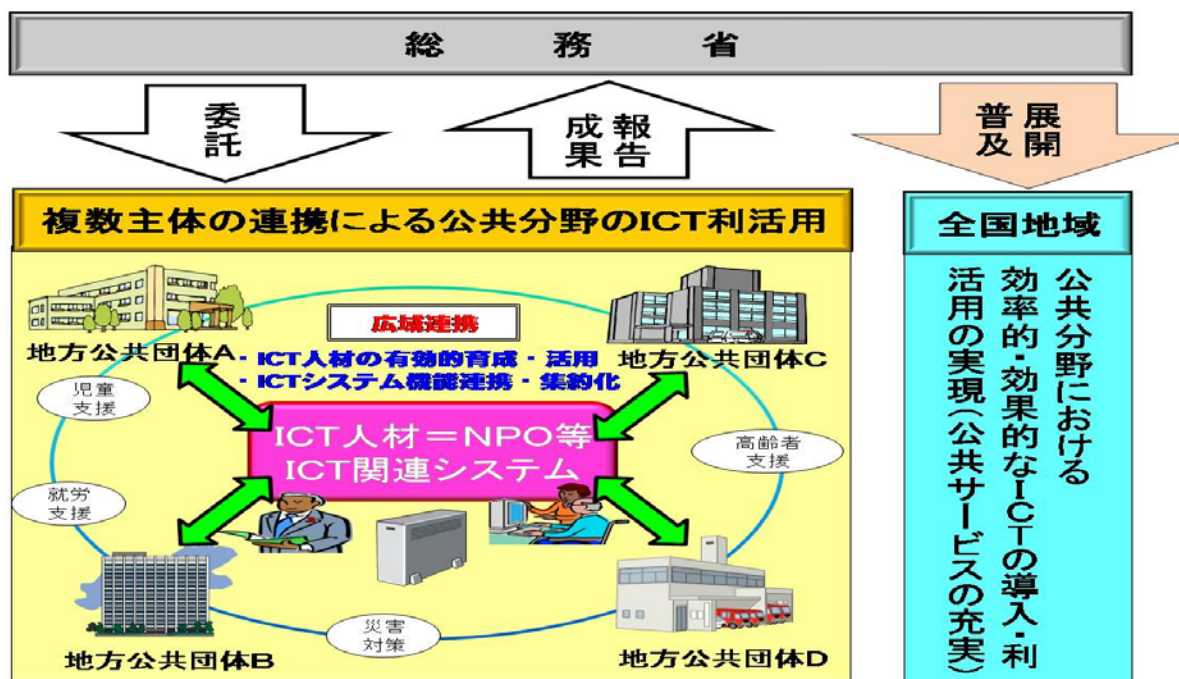 総務省
委託
成果
報告
普及
展開
複数主体の連携による公共分野のICT利活用
広域連携
・ICT人材の有効的育成・活用
・ICTシステム機能連携・集約化
地方公共団体A
地方公共団体C
児童
支援
ICT人材＝NPO等
ICT関連システム
高齢者
支援
就労
支援
災害
対策
地方公共団体B
地方公共団体D
全国地域
公共分野における
効率的・効果的なICTの導入・利
活用の実現（公共サービスの充実）